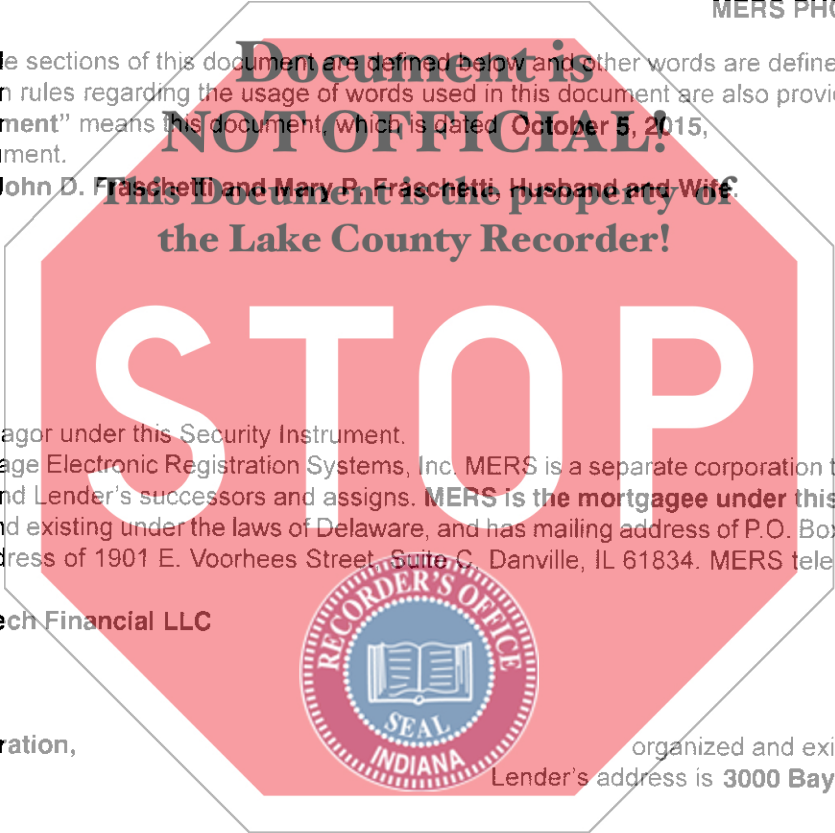 MERS PHO
le sections of this document are defined below and other words are define
Document is
n rules regarding the usage of words used in this document are also provi
ment" means this document, which is dated October 5, 2015,
NOT OFFICIAL!
ument.
John D. Fraschetti and Mary P. Fraschetti, Husband and Wife.
This Document is the property of
the Lake County Recorder!
STOP
agor under this Security Instrument.
age Electronic Registration Systems, Inc. MERS is a separate corporation t
nd Lender's successors and assigns. MERS is the mortgagee under this
d existing under the laws of Delaware, and has mailing address of P.O. Box
dress of 1901 E. Voorhees Street, Suite C, Danville, IL 61834. MERS tele
ech Financial LLC
RECORDER'S OFFICE
SEAL
INDIANA
ration,
organized and exi
Lender's address is 3000 Bay